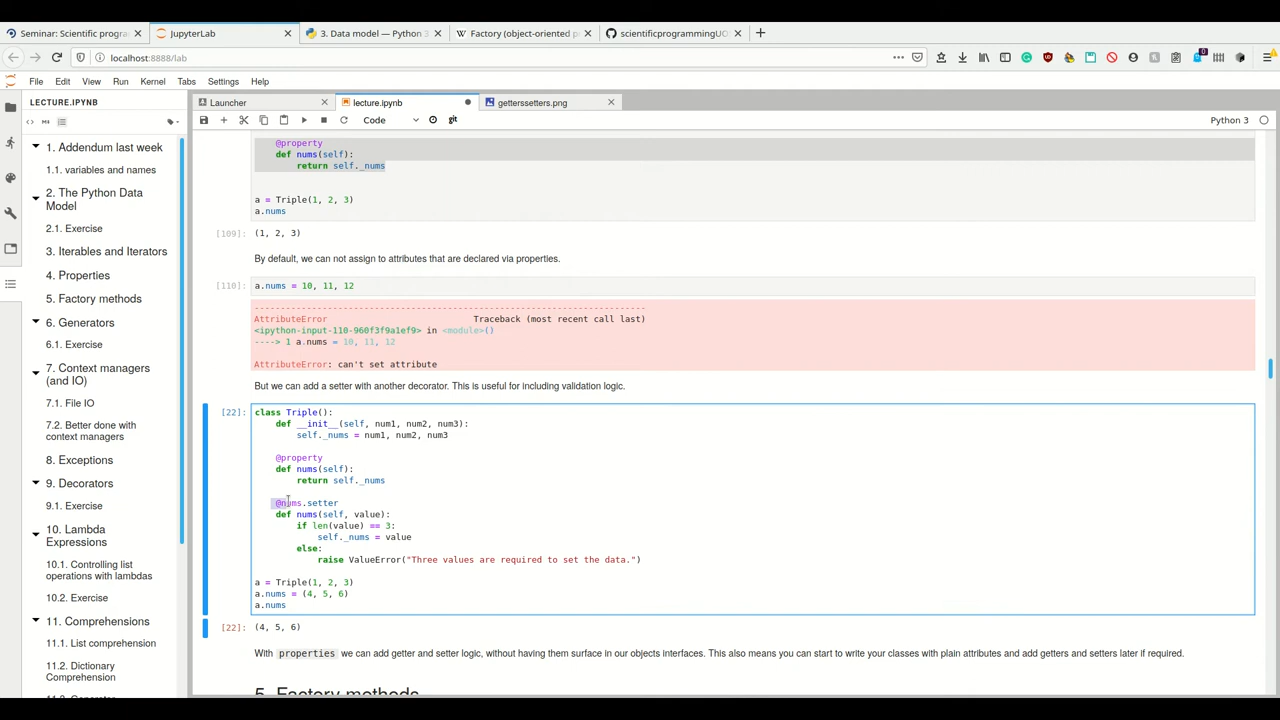 Seminar: Scientific progra
JupyterLab
3. Data model — Python 3
Factory (object-oriented p
scientificprogrammingUO
localhost:8888/lab
File Edit View Run Kernel Tabs Settings Help
LECTURE.IPYNB
1. Addendum last week
1.1. variables and names
2. The Python Data
Model
2.1. Exercise
3. Iterables and Iterators
4. Properties
5. Factory methods
6. Generators
6.1. Exercise
7. Context managers
(and IO)
7.1. File IO
7.2. Better done with
context managers
8. Exceptions
9. Decorators
9.1. Exercise
10. Lambda
Expressions
10.1. Controlling list
operations with lambdas
10.2. Exercise
11. Comprehensions
11.1. List comprehension
11.2. Dictionary
Comprehension
Launcher
lecture.ipynb
getterssetters.png
Code
git
Python 3
@property
def nums(self):
return self._nums
a = Triple(1, 2, 3)
a.nums
[109]: (1, 2, 3)
By default, we can not assign to attributes that are declared via properties.
[110]: a.nums = 10, 11, 12
---------------------------------------------------------------------------
AttributeError Traceback (most recent call last)
<ipython-input-110-960f3f9a1ef9> in <module>()
----> 1 a.nums = 10, 11, 12
AttributeError: can't set attribute
But we can add a setter with another decorator. This is useful for including validation logic.
[22]: class Triple():
def __init__(self, num1, num2, num3):
self._nums = num1, num2, num3
@property
def nums(self):
return self._nums
@nums.setter
def nums(self, value):
if len(value) == 3:
self._nums = value
else:
raise ValueError("Three values are required to set the data.")
a = Triple(1, 2, 3)
a.nums = (4, 5, 6)
a.nums
[22]: (4, 5, 6)
With properties we can add getter and setter logic, without having them surface in our objects interfaces. This also means you can start to write your classes with plain attributes and add getters and setters later if required.
5. Factory methods